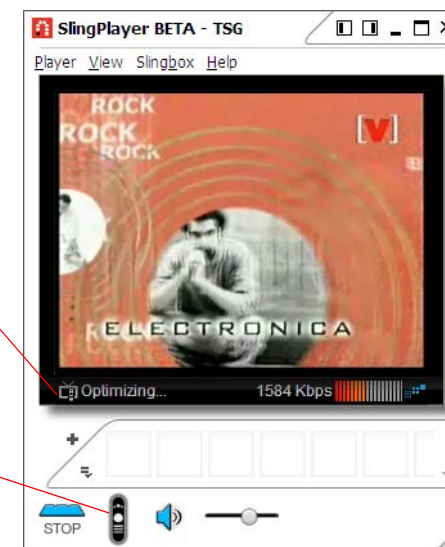 SlingPlayer BETA - TSG
Player View Slingbox Help
ROCK
ROCK
ROCK
[V]
ELECTRONICA
Optimizing... 1584 Kbps
STOP